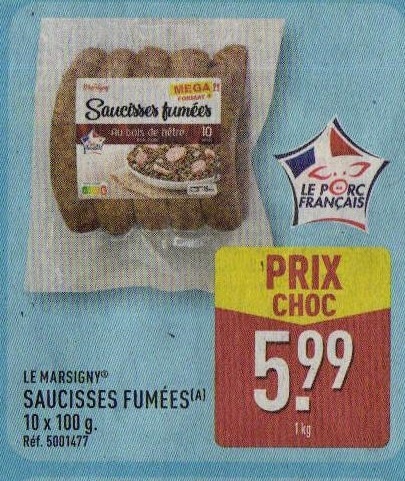 Marsigny
MEGA !!
FORMAT
Saucisses fumées
Au bois de hêtre
10
LE PORC
FRANÇAIS
PRIX
CHOC
5.99
1 kg
LE MARSIGNY®
SAUCISSES FUMÉES(A)
10 x 100 g.
Réf. 5001477